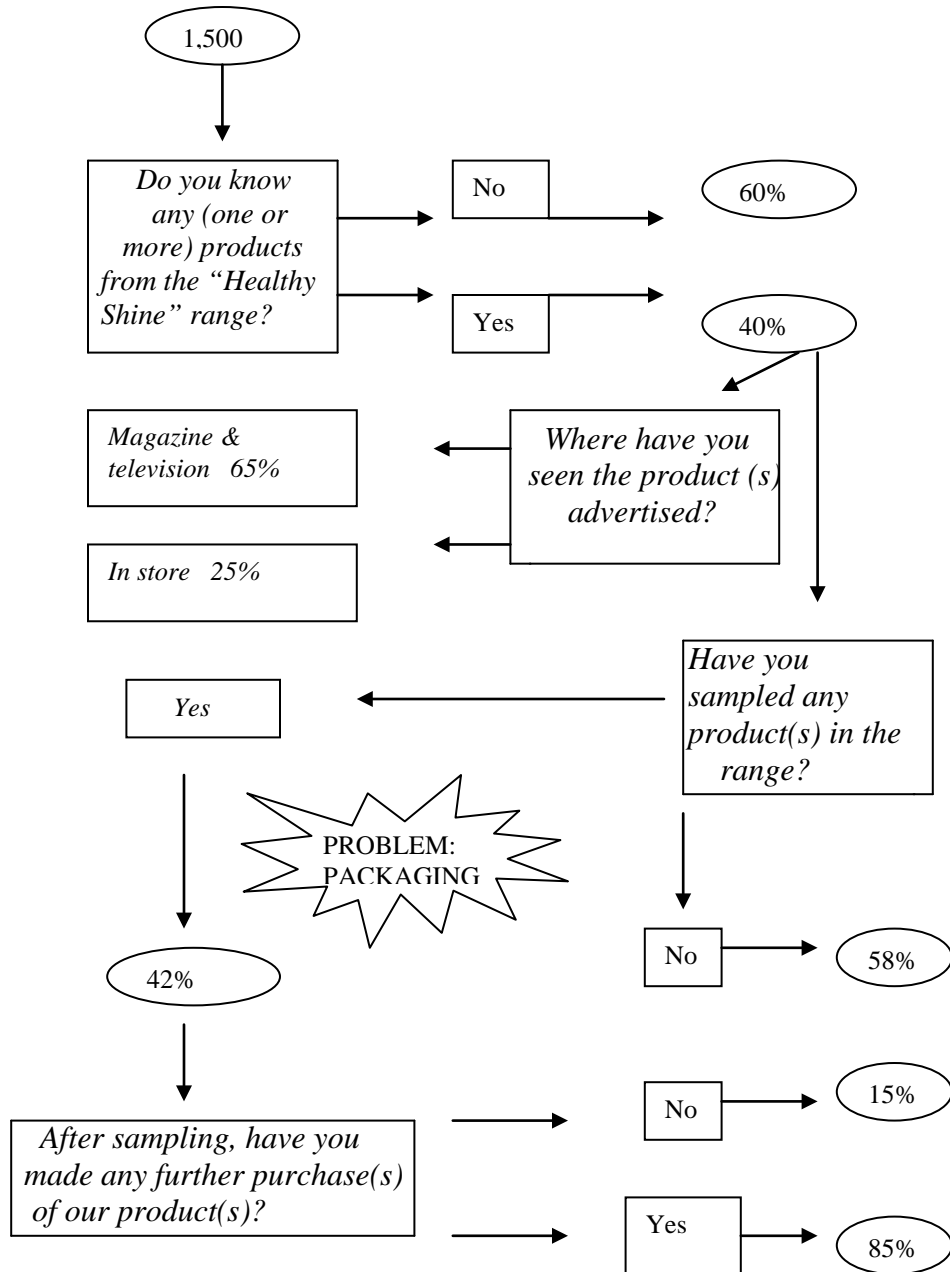 1,500
Do you know
any (one or
more) products
from the “Healthy
Shine” range?
No
60%
Yes
40%
Magazine &
television 65%
Where have you
seen the product (s)
advertised?
In store 25%
Have you
sampled any
product(s) in the
range?
Yes
PROBLEM:
PACKAGING
42%
No
58%
No
15%
After sampling, have you
made any further purchase(s)
of our product(s)?
Yes
85%